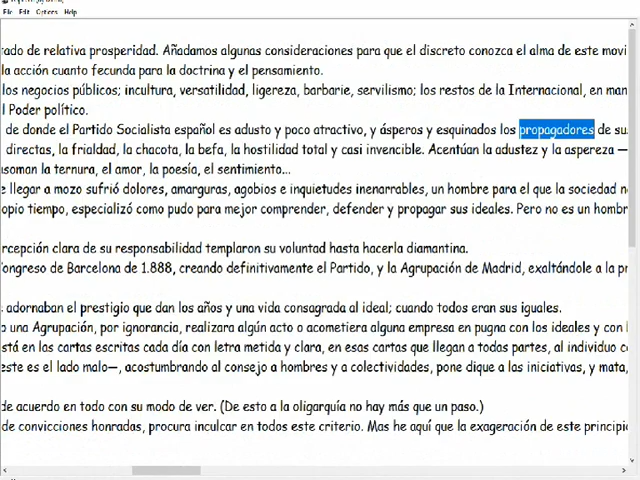 File Edit Options Help
tado de relativa prosperidad. Añadamos algunas consideraciones para que el discreto conozca el alma de este movi
la acción cuanto fecunda para la doctrina y el pensamiento.
los negocios públicos; incultura, versatilidad, ligereza, barbarie, servilismo; los restos de la Internacional, en man
l Poder político.
de donde el Partido Socialista español es adusto y poco atractivo, y ásperos y esquinados los propagadores de su
directas, la frialdad, la chacota, la befa, la hostilidad total y casi invencible. Acentúan la adustez y la aspereza —
asoman la ternura, el amor, la poesía, el sentimiento...
e llegar a mozo sufrió dolores, amarguras, agobios e inquietudes inenarrables, un hombre para el que la sociedad n
opio tiempo, especializó como pudo para mejor comprender, defender y propagar sus ideales. Pero no es un hombr
ercepción clara de su responsabilidad templaron su voluntad hasta hacerla diamantina.
Congreso de Barcelona de 1.888, creando definitivamente el Partido, y la Agrupación de Madrid, exaltándole a la pr
adornaban el prestigio que dan los años y una vida consagrada al ideal; cuando todos eran sus iguales.
o una Agrupación, por ignorancia, realizara algún acto o acometiera alguna empresa en pugna con los ideales y con l
stá en las cartas escritas cada día con letra metida y clara, en esas cartas que llegan a todas partes, al individuo c
este es el lado malo—, acostumbrando al consejo a hombres y a colectividades, pone dique a las iniciativas, y mata,
de acuerdo en todo con su modo de ver. (De esto a la oligarquía no hay más que un paso.)
de convicciones honradas, procura inculcar en todos este criterio. Mas he aquí que la exageración de este principi